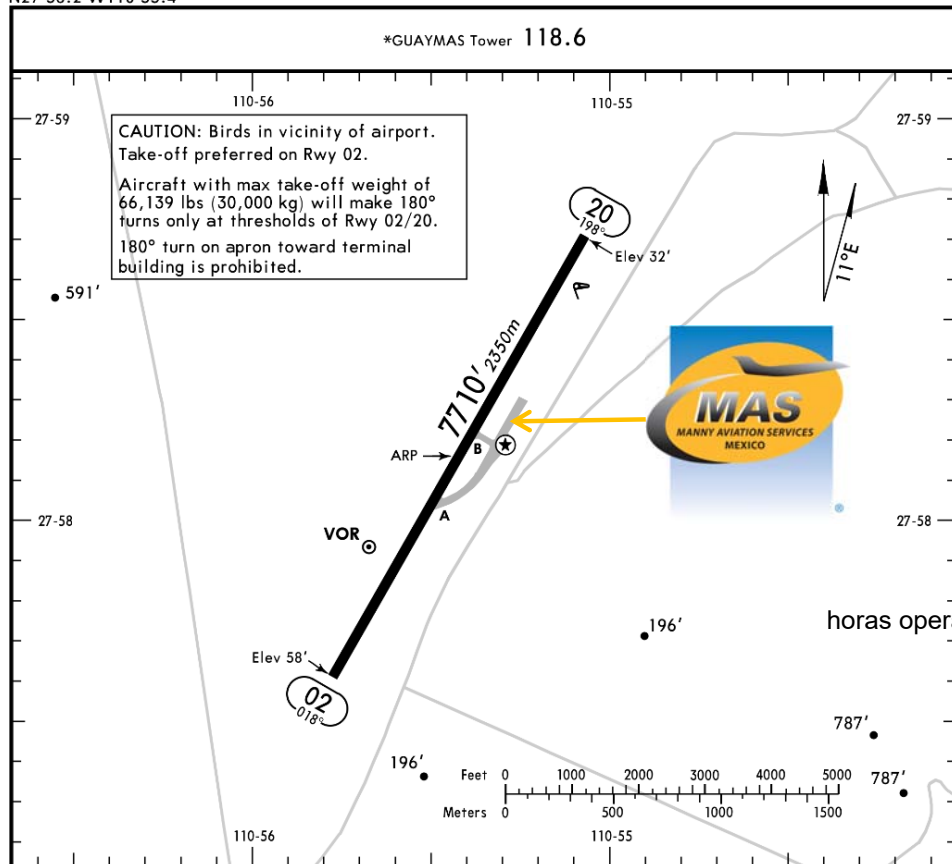 *GUAYMAS Tower 118.6
110-56
110-55
27-59
27-59
CAUTION: Birds in vicinity of airport.
Take-off preferred on Rwy 02.
Aircraft with max take-off weight of
66,139 lbs (30,000 kg) will make 180°
turns only at thresholds of Rwy 02/20.
180° turn on apron toward terminal
building is prohibited.
20
198°
Elev 32'
11°E
591'
7710' 2350m
MAS
MANNY AVIATION SERVICES
MEXICO
®
ARP
B
A
27-58
27-58
VOR
196'
horas oper
Elev 58'
02
018°
787'
196'
787'
Feet 0 1000 2000 3000 4000 5000
Meters 0 500 1000 1500
110-56
110-55